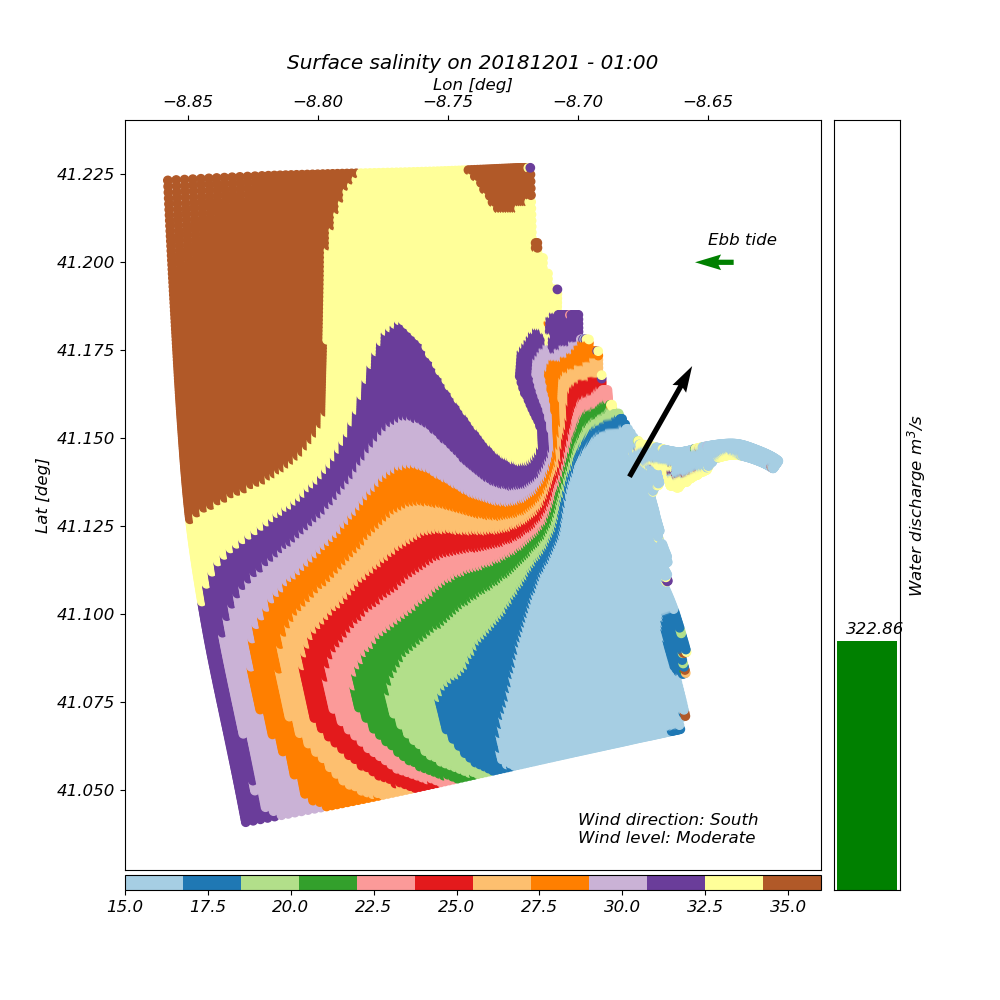 Surface salinity on 20181201 - 01:00
Lon [deg]
−8.85 −8.80 −8.75 −8.70 −8.65
41.225
41.200
41.175
41.150
41.125
41.100
41.075
41.050
Lat [deg]
Ebb tide
Wind direction: South
Wind level: Moderate
322.86
Water discharge m³/s
15.0 17.5 20.0 22.5 25.0 27.5 30.0 32.5 35.0